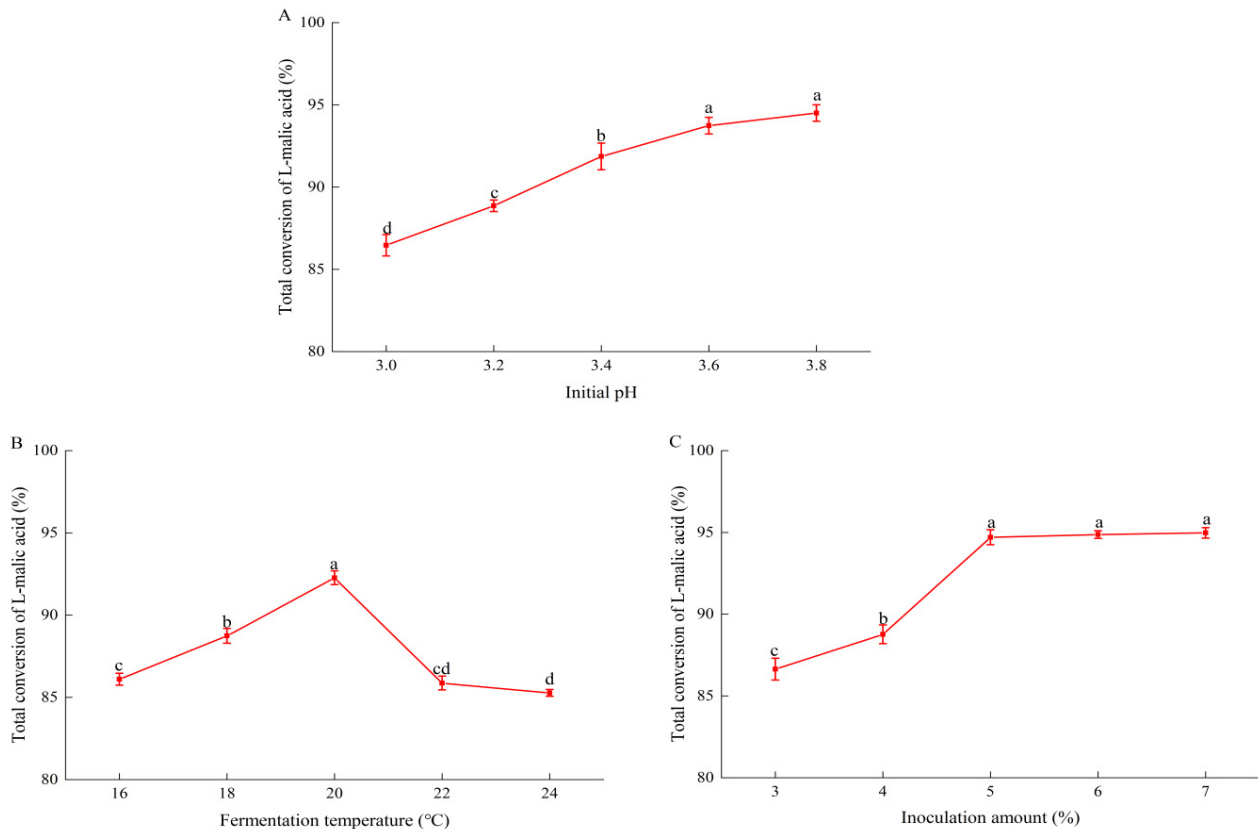 A
Total conversion of L-malic acid (%)
100
95
90
85
80
d
c
b
a
a
3.0 3.2 3.4 3.6 3.8
Initial pH
B
Total conversion of L-malic acid (%)
100
95
90
85
80
c
b
a
cd
d
16 18 20 22 24
Fermentation temperature (°C)
C
Total conversion of L-malic acid (%)
100
95
90
85
80
c
b
a
a
a
3 4 5 6 7
Inoculation amount (%)